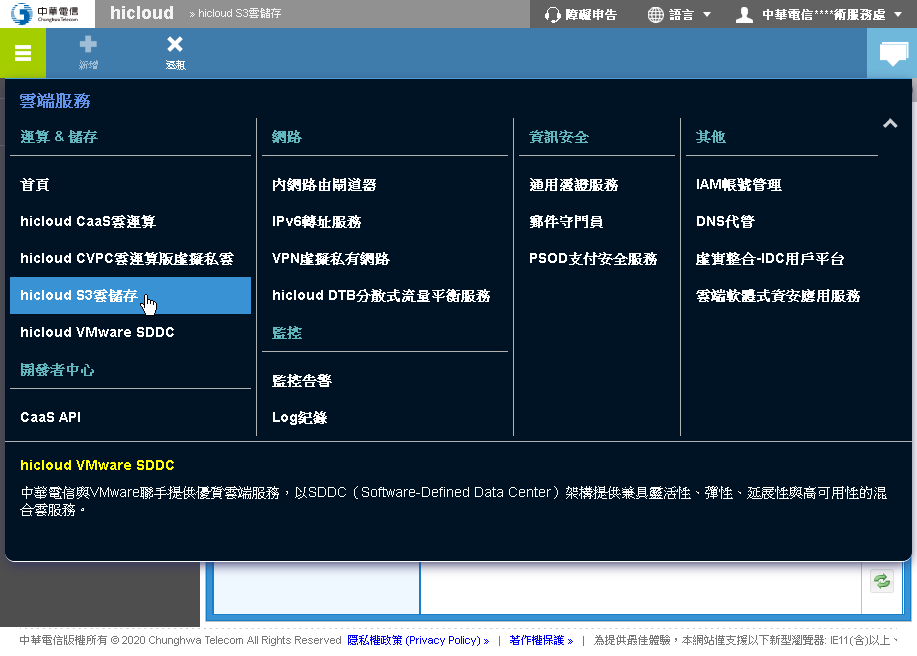 中華電信
Chunghwa Telecom
hicloud
» hicloud S3雲儲存
障礙申告
語言
中華電信****術服務處
新增
退租
雲端服務
運算 & 儲存
首頁
hicloud CaaS雲運算
hicloud CVPC雲運算版虛擬私雲
hicloud S3雲儲存
hicloud VMware SDDC
開發者中心
CaaS API
網路
內網路由閘道器
IPv6轉址服務
VPN虛擬私有網路
hicloud DTB分散式流量平衡服務
監控
監控告警
Log紀錄
資訊安全
通用憑證服務
郵件守門員
PSOD支付安全服務
其他
IAM帳號管理
DNS代管
虛實整合-IDC用戶平台
雲端軟體式資安應用服務
hicloud VMware SDDC
中華電信與VMware聯手提供優質雲端服務，以SDDC（Software-Defined Data Center）架構提供兼具靈活性、彈性、延展性與高可用性的混
合雲服務。
中華電信版權所有 © 2020 Chunghwa Telecom All Rights Reserved 隱私權政策 (Privacy Policy) » | 著作權保護 » | 為提供最佳體驗，本網站僅支援以下新型瀏覽器: IE11(含)以上、